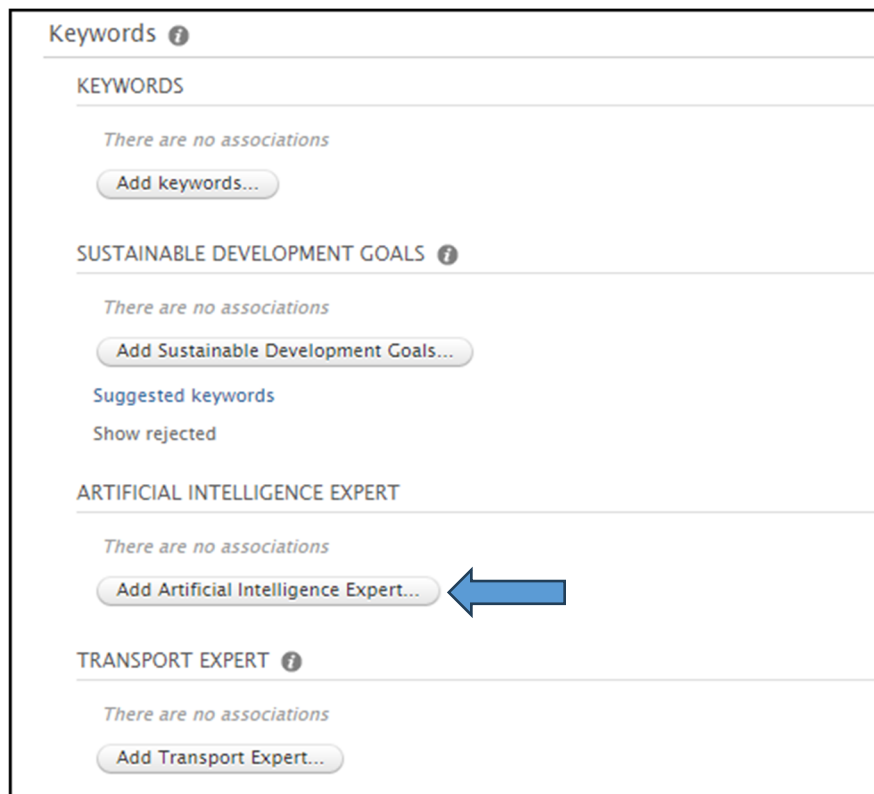 Keywords
KEYWORDS
There are no associations
Add keywords...
SUSTAINABLE DEVELOPMENT GOALS
There are no associations
Add Sustainable Development Goals...
Suggested keywords
Show rejected
ARTIFICIAL INTELLIGENCE EXPERT
There are no associations
Add Artificial Intelligence Expert...
TRANSPORT EXPERT
There are no associations
Add Transport Expert...